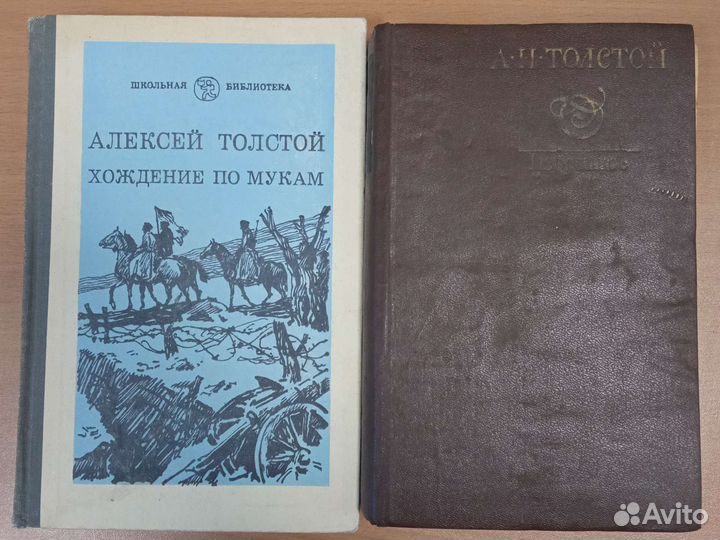 ШКОЛЬНАЯ БИБЛИОТЕКА
АЛЕКСЕЙ ТОЛСТОЙ
ХОЖДЕНИЕ ПО МУКАМ
А·Н·ТОЛСТОЙ
Avito